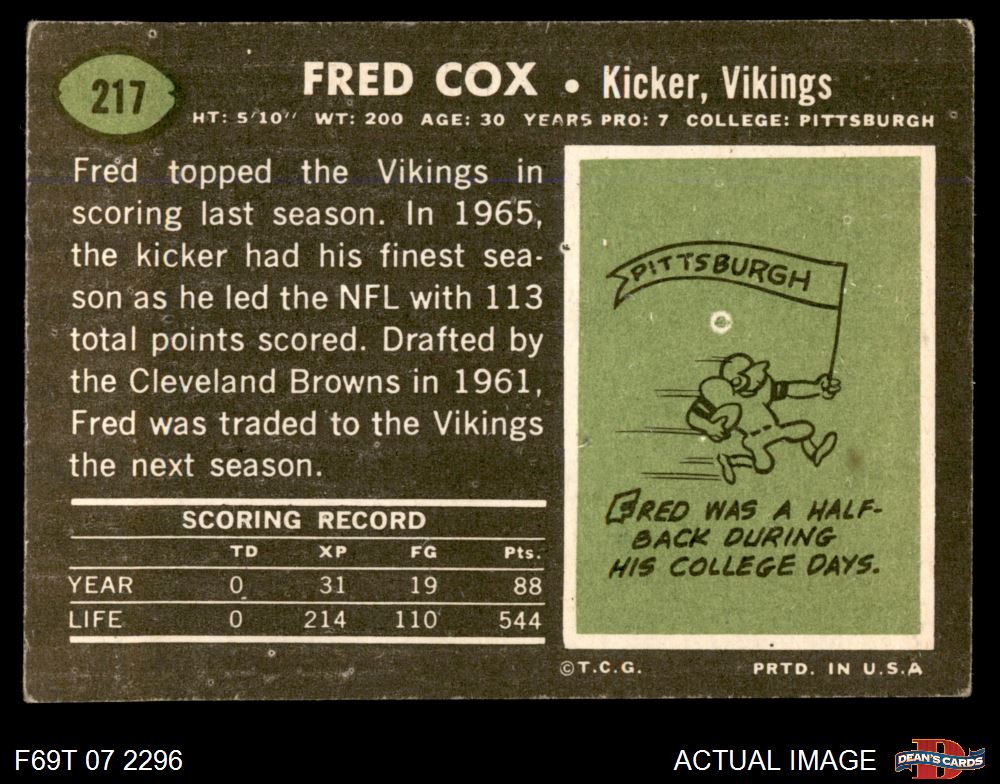 217
FRED COX • Kicker, Vikings
HT: 5'10" WT: 200 AGE: 30 YEARS PRO: 7 COLLEGE: PITTSBURGH
Fred topped the Vikings in
scoring last season. In 1965,
the kicker had his finest sea-
son as he led the NFL with 113
total points scored. Drafted by
the Cleveland Browns in 1961,
Fred was traded to the Vikings
the next season.
SCORING RECORD
TD XP FG Pts.
YEAR 0 31 19 88
LIFE 0 214 110 544
PITTSBURGH
FRED WAS A HALF-
BACK DURING
HIS COLLEGE DAYS.
©T.C.G. PRTD. IN U.S.A
F69T 07 2296
ACTUAL IMAGE
D
DEAN'S CARDS